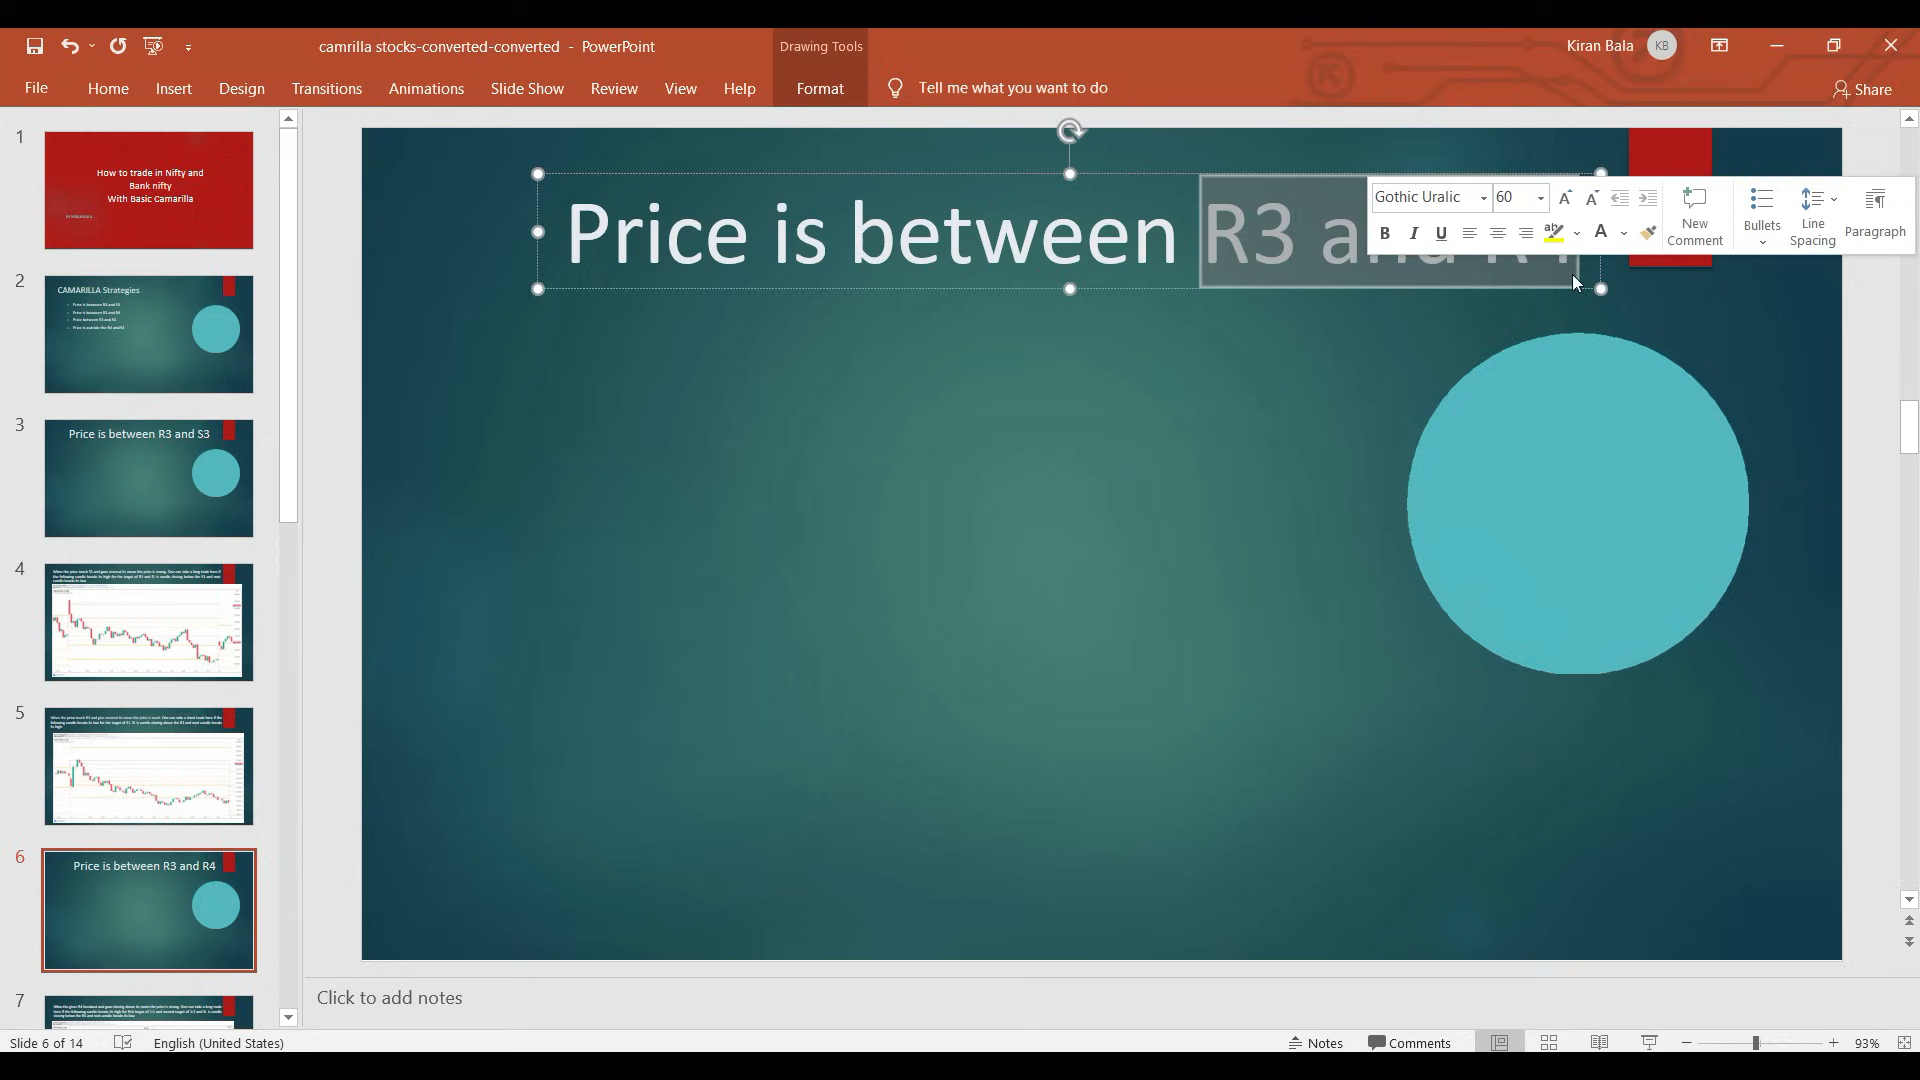 camrilla stocks-converted-converted - PowerPoint
Drawing Tools
Kiran Bala
KB
File
Home
Insert
Design
Transitions
Animations
Slide Show
Review
View
Help
Format
Tell me what you want to do
Share
1
How to trade in Nifty and
Bank nifty
With Basic Camarilla
2
CAMARILLA Strategies
3
Price is between R3 and S3
4
5
6
Price is between R3 and R4
7
Price is between R3 and R4
Gothic Uralic
60
New
Comment
Bullets
Line
Spacing
Paragraph
B
I
U
A
Click to add notes
Slide 6 of 14
English (United States)
Notes
Comments
93%